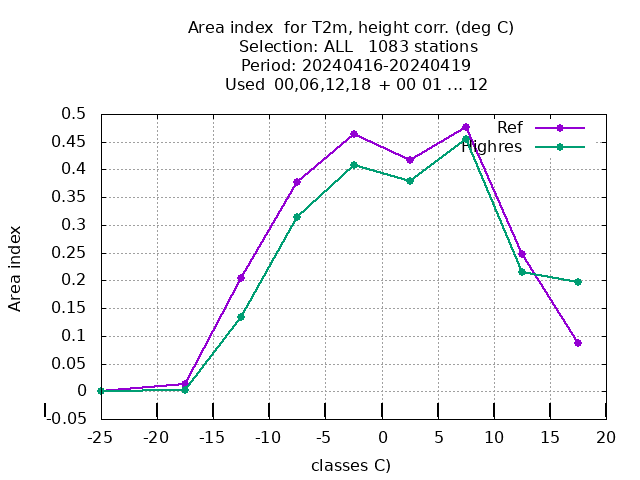 Area index  for T2m, height corr. (deg C)
Selection: ALL   1083 stations
Period: 20240416-20240419
Used  00,06,12,18 + 00 01 ... 12
Ref
Highres
0.5
0.45
0.4
0.35
0.3
0.25
0.2
0.15
0.1
0.05
0
-0.05
Area index
-25 -20 -15 -10 -5 0 5 10 15 20
classes C)